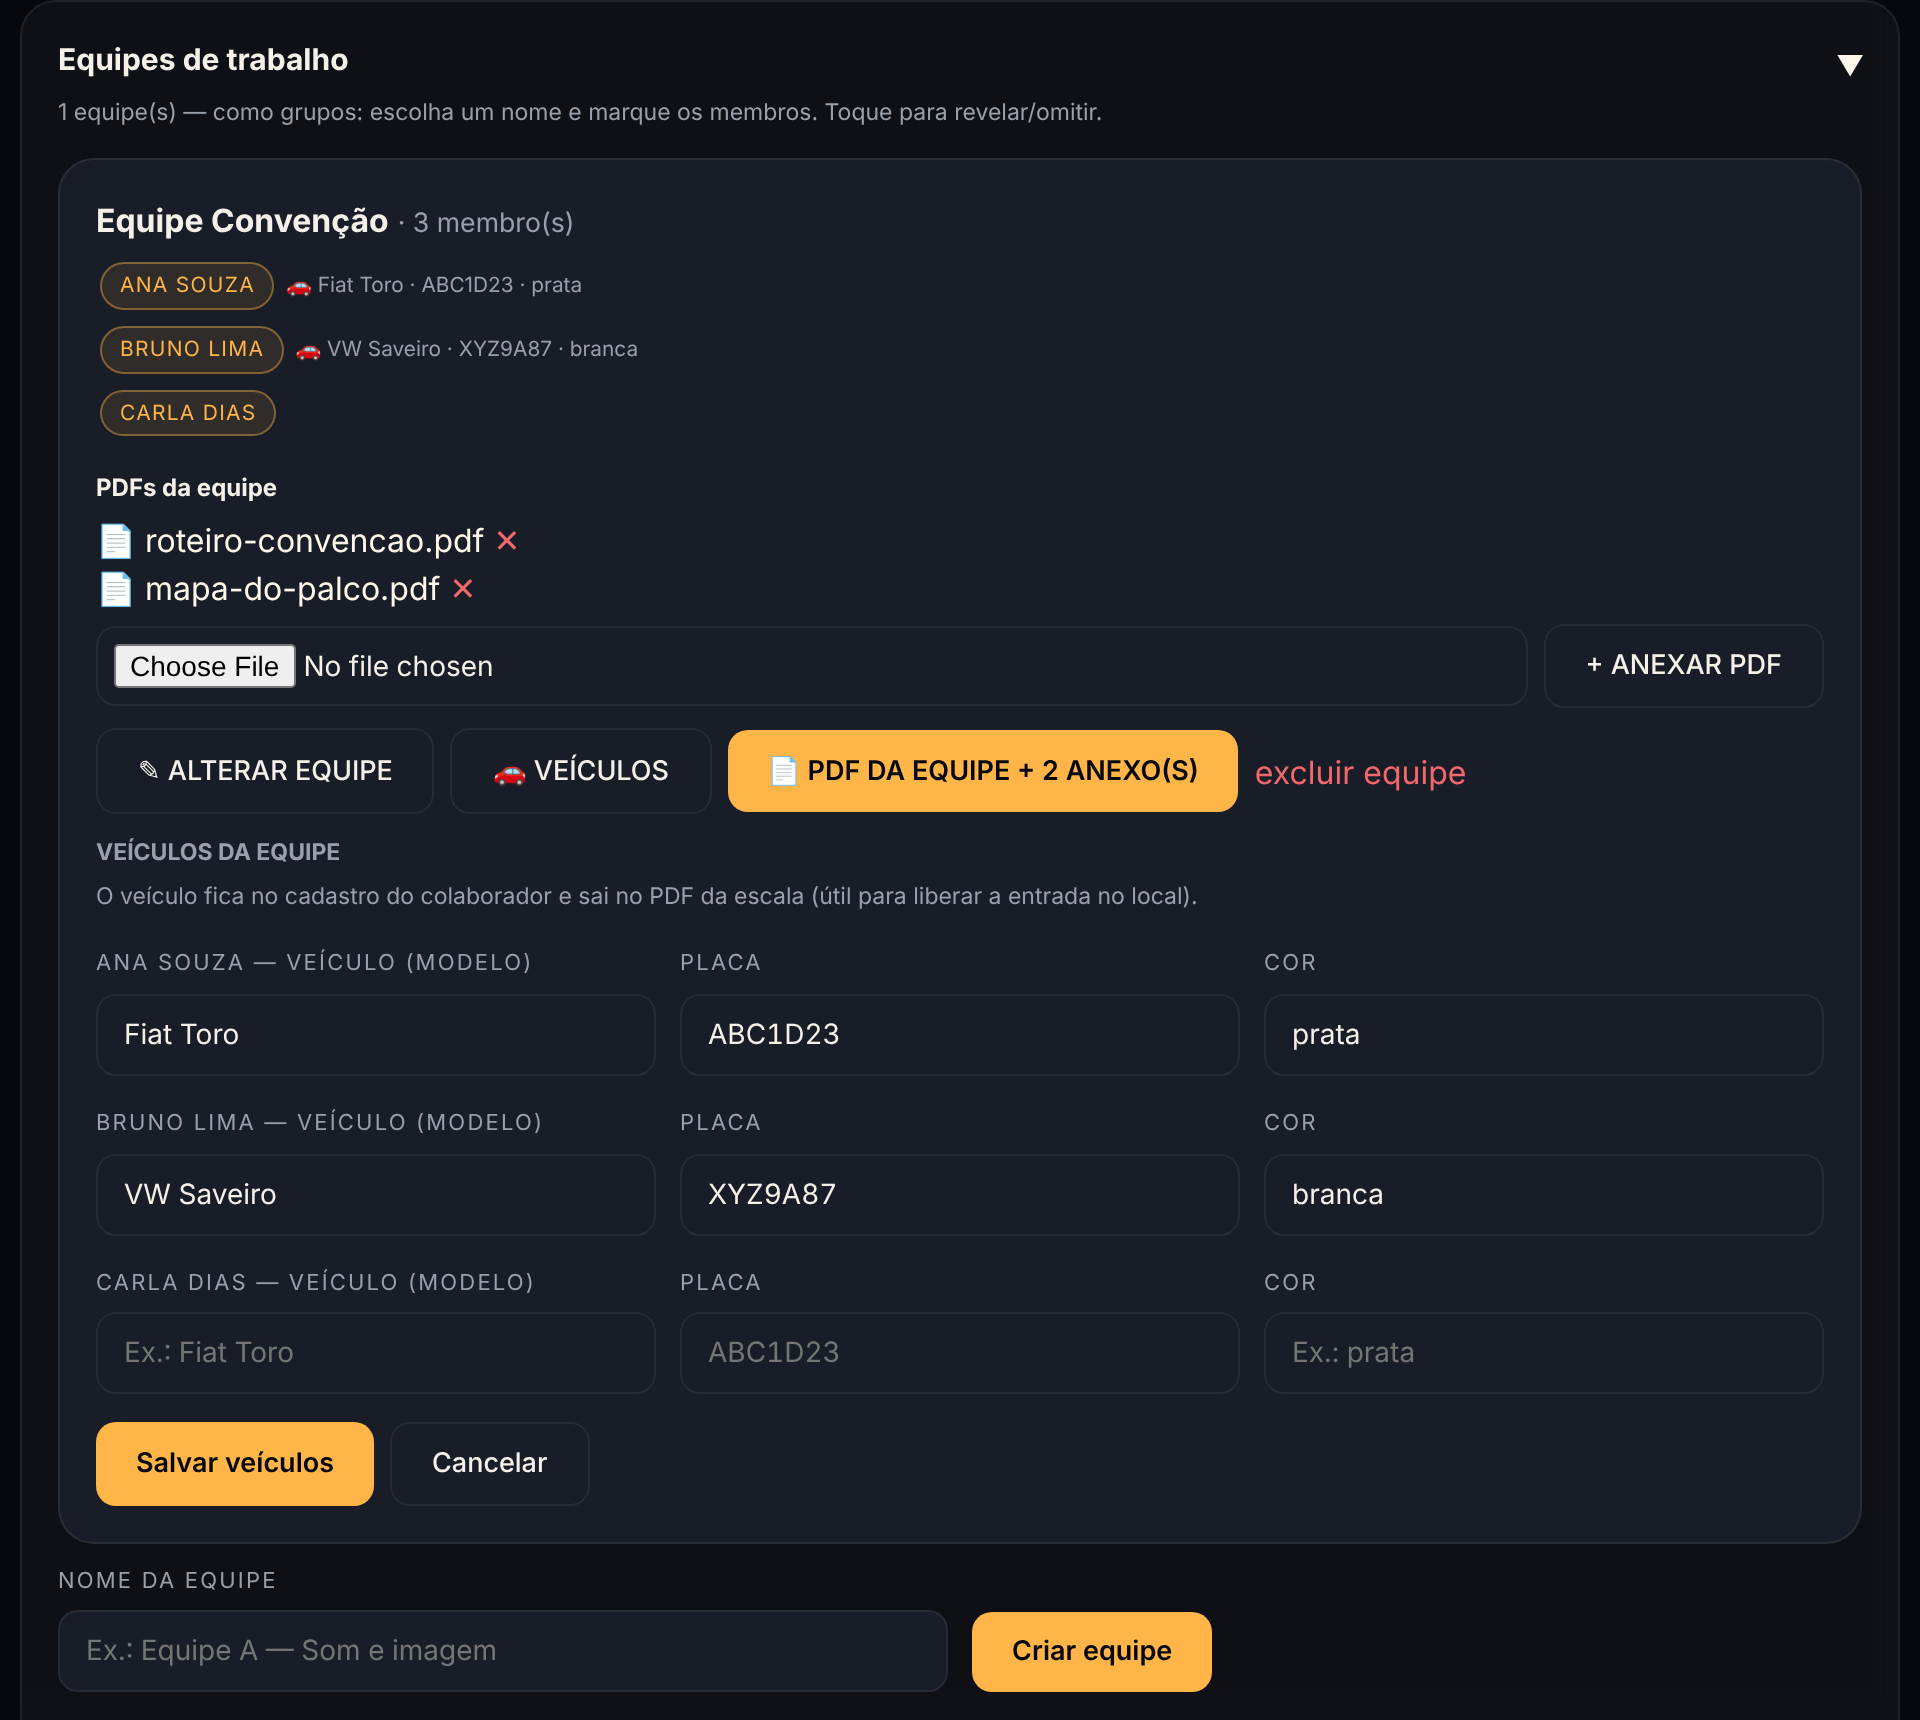 Equipes de trabalho
▼
1 equipe(s) — como grupos: escolha um nome e marque os membros. Toque para revelar/omitir.
Equipe Convenção · 3 membro(s)
ANA SOUZA 🚗 Fiat Toro · ABC1D23 · prata
BRUNO LIMA 🚗 VW Saveiro · XYZ9A87 · branca
CARLA DIAS
PDFs da equipe
📄 roteiro-convencao.pdf ✕
📄 mapa-do-palco.pdf ✕
Choose File No file chosen + ANEXAR PDF
✎ ALTERAR EQUIPE 🚗 VEÍCULOS 📄 PDF DA EQUIPE + 2 ANEXO(S) excluir equipe
VEÍCULOS DA EQUIPE
O veículo fica no cadastro do colaborador e sai no PDF da escala (útil para liberar a entrada no local).
ANA SOUZA — VEÍCULO (MODELO) PLACA COR
Fiat Toro ABC1D23 prata
BRUNO LIMA — VEÍCULO (MODELO) PLACA COR
VW Saveiro XYZ9A87 branca
CARLA DIAS — VEÍCULO (MODELO) PLACA COR
Ex.: Fiat Toro ABC1D23 Ex.: prata
Salvar veículos Cancelar
NOME DA EQUIPE
Ex.: Equipe A — Som e imagem Criar equipe